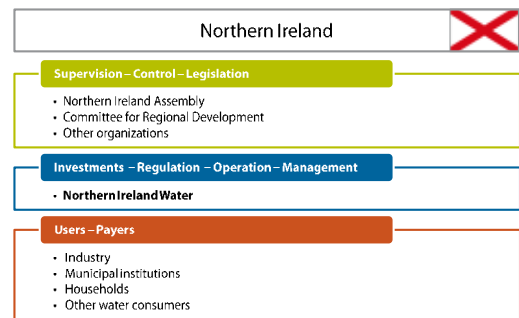 Northern Ireland
Supervision – Control – Legislation
• Northern Ireland Assembly
• Committee for Regional Development
• Other organizations
Investments – Regulation – Operation – Management
• Northern Ireland Water
Users – Payers
• Industry
• Municipal institutions
• Households
• Other water consumers